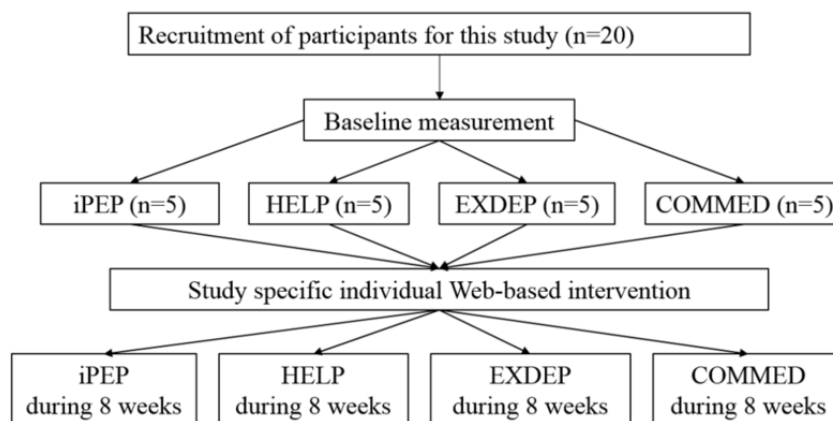 Recruitment of participants for this study (n=20)
Baseline measurement
iPEP (n=5)
HELP (n=5)
EXDEP (n=5)
COMMED (n=5)
Study specific individual Web-based intervention
iPEP
during 8 weeks
HELP
during 8 weeks
EXDEP
during 8 weeks
COMMED
during 8 weeks